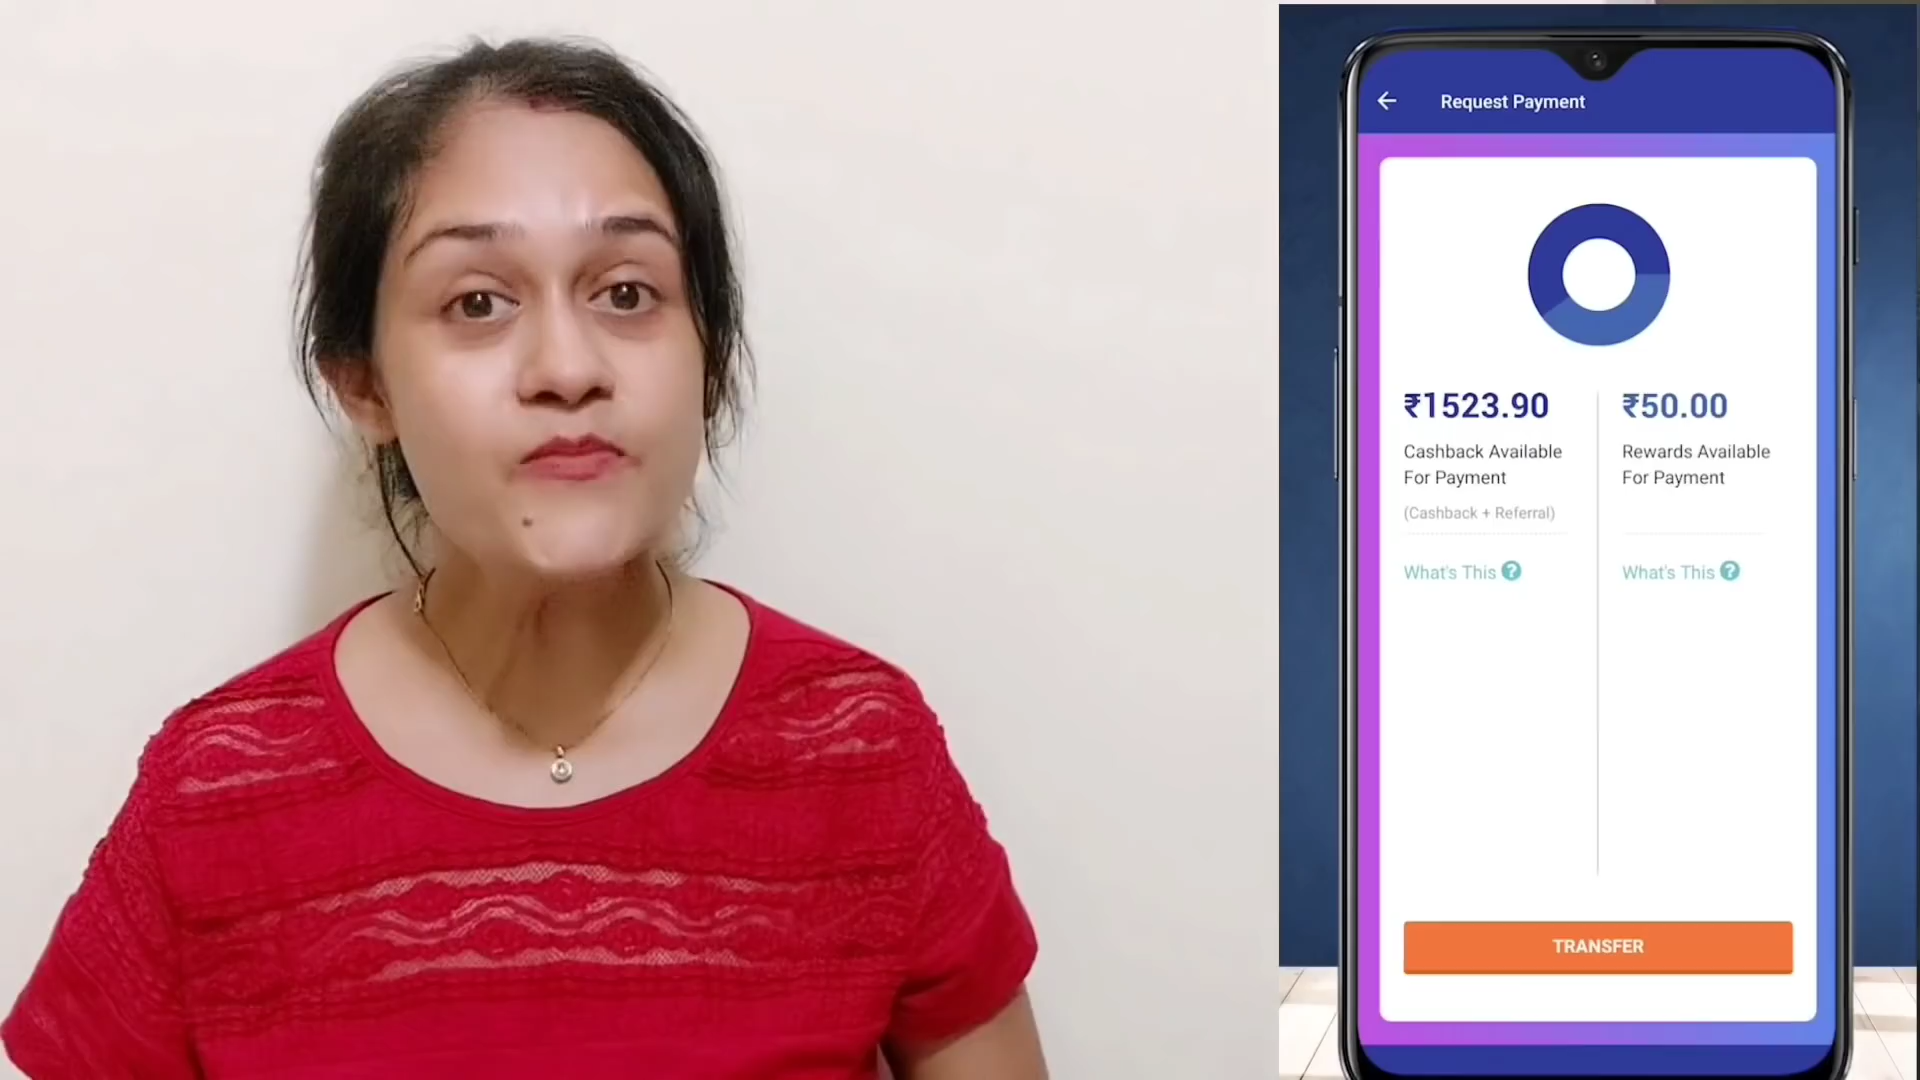 Request Payment
₹1523.90
Cashback Available
For Payment
(Cashback + Referral)
What's This ?
₹50.00
Rewards Available
For Payment
What's This ?
TRANSFER